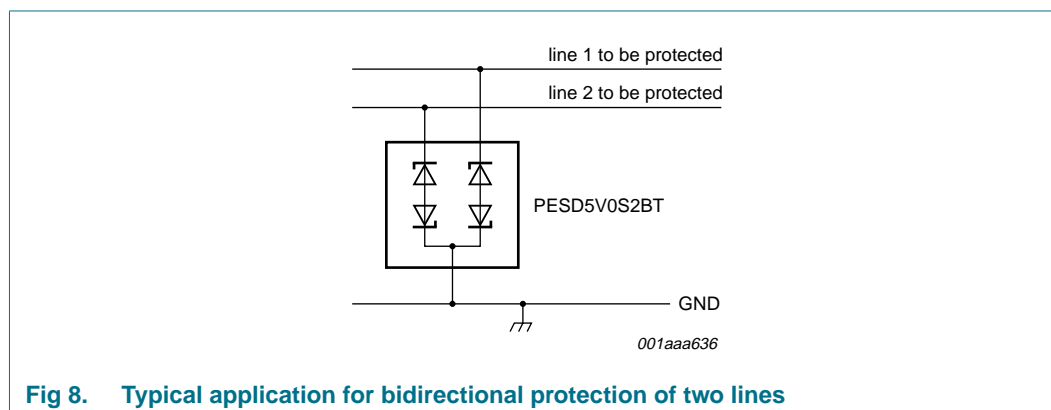 line 1 to be protected
line 2 to be protected
PESD5V0S2BT
GND
001aaa636
Fig 8. Typical application for bidirectional protection of two lines